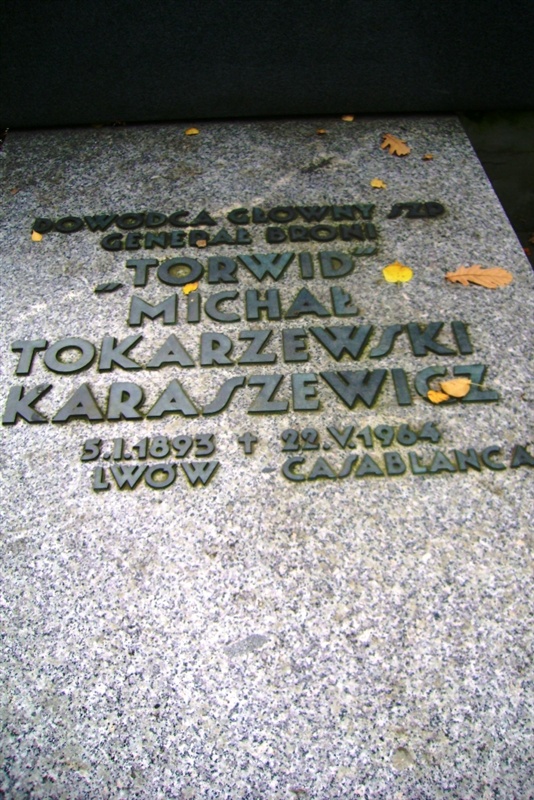 DOWÓDCA GŁÓWNY SZP
GENERAŁ BRONI
„TORWID”
MICHAŁ
TOKARZEWSKI
KARASZEWICZ
5.I.1893 † 22.V.1964
LWÓW CASABLANCA